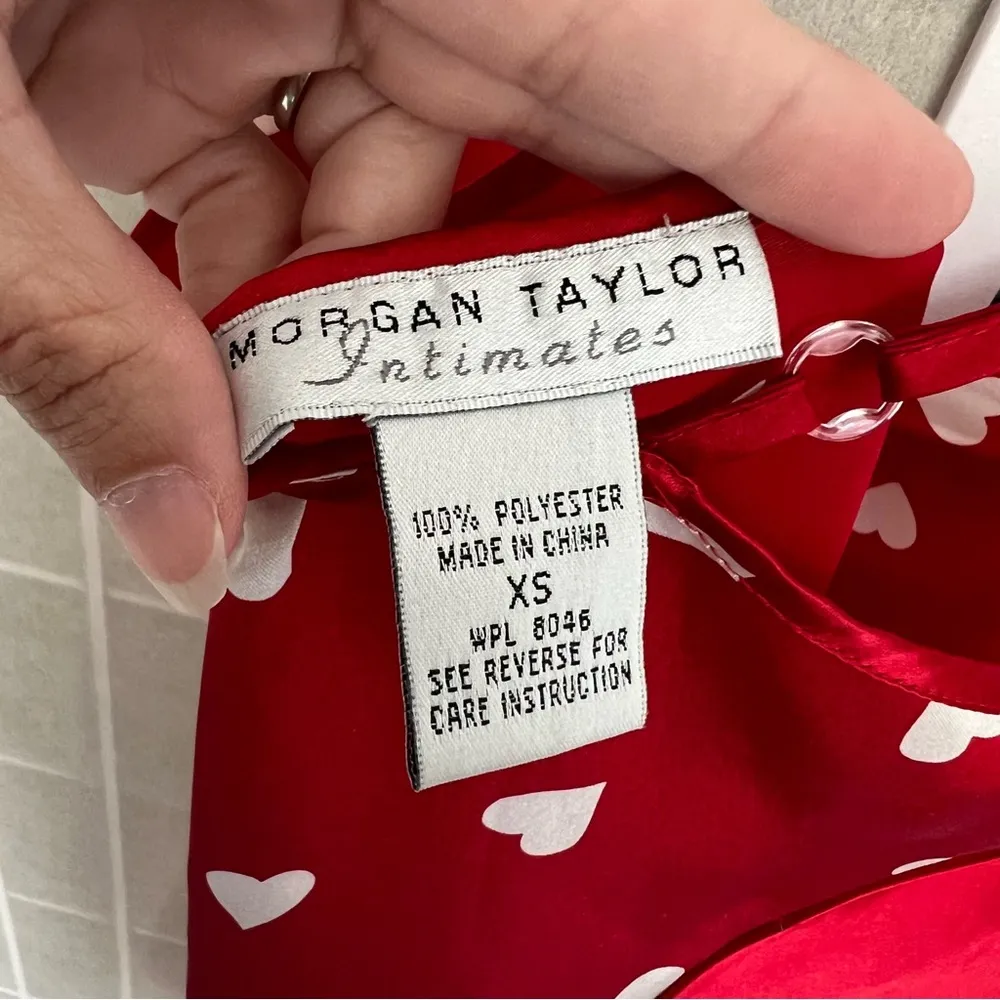 MORGAN TAYLOR
Intimates
100% POLYESTER
MADE IN CHINA
XS
WPL 8046
SEE REVERSE FOR
CARE INSTRUCTION